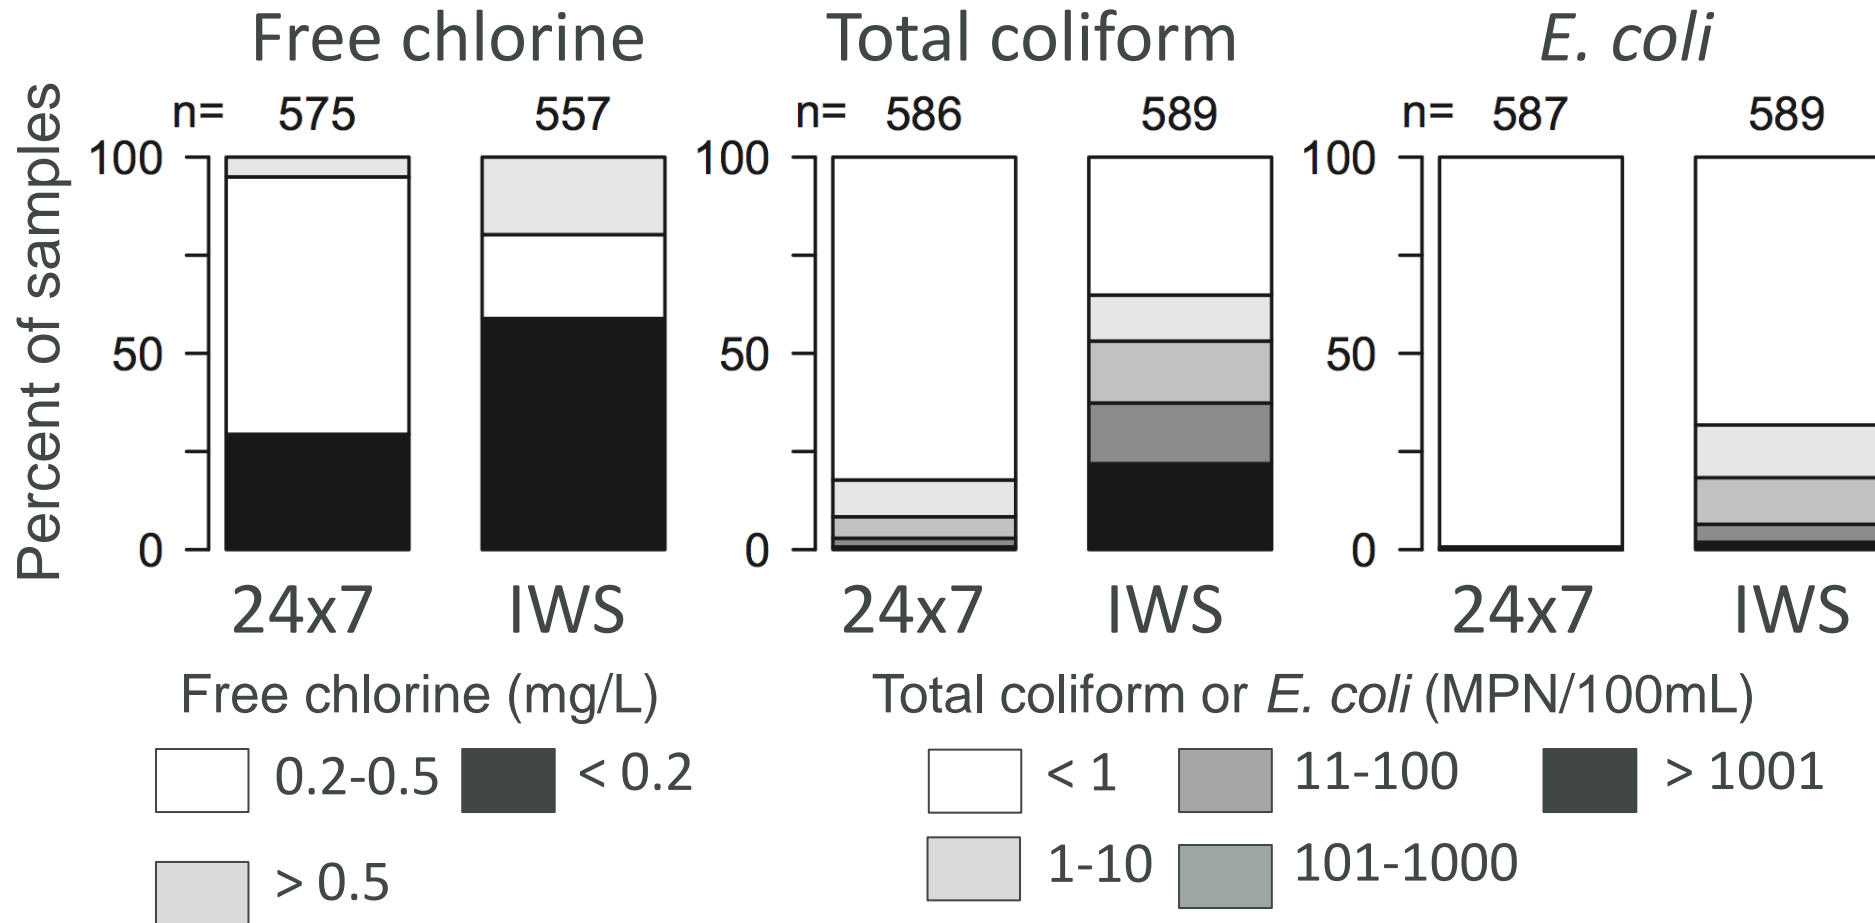 Free chlorine Total coliform E. coli
n= 575 557 n= 586 589 n= 587 589
Percent of samples
100 100 100
50 50 50
0 0 0
24x7 IWS 24x7 IWS 24x7 IWS
Free chlorine (mg/L) Total coliform or E. coli (MPN/100mL)
0.2-0.5 < 0.2 < 1 11-100 > 1001
> 0.5 1-10 101-1000